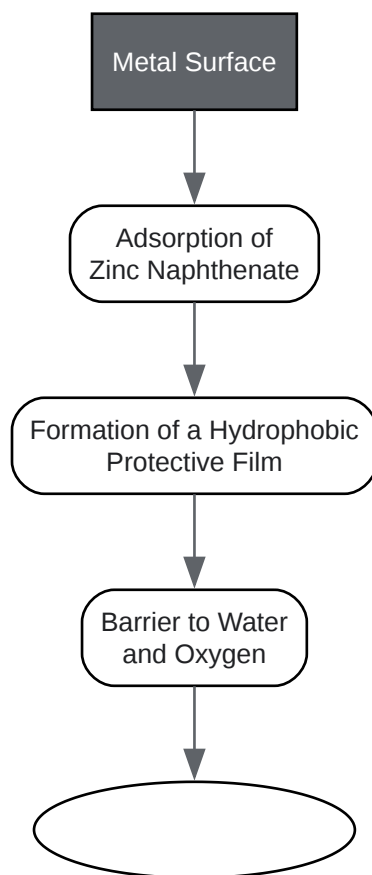 Metal Surface
Adsorption of
Zinc Naphthenate
Formation of a Hydrophobic
Protective Film
Barrier to Water
and Oxygen